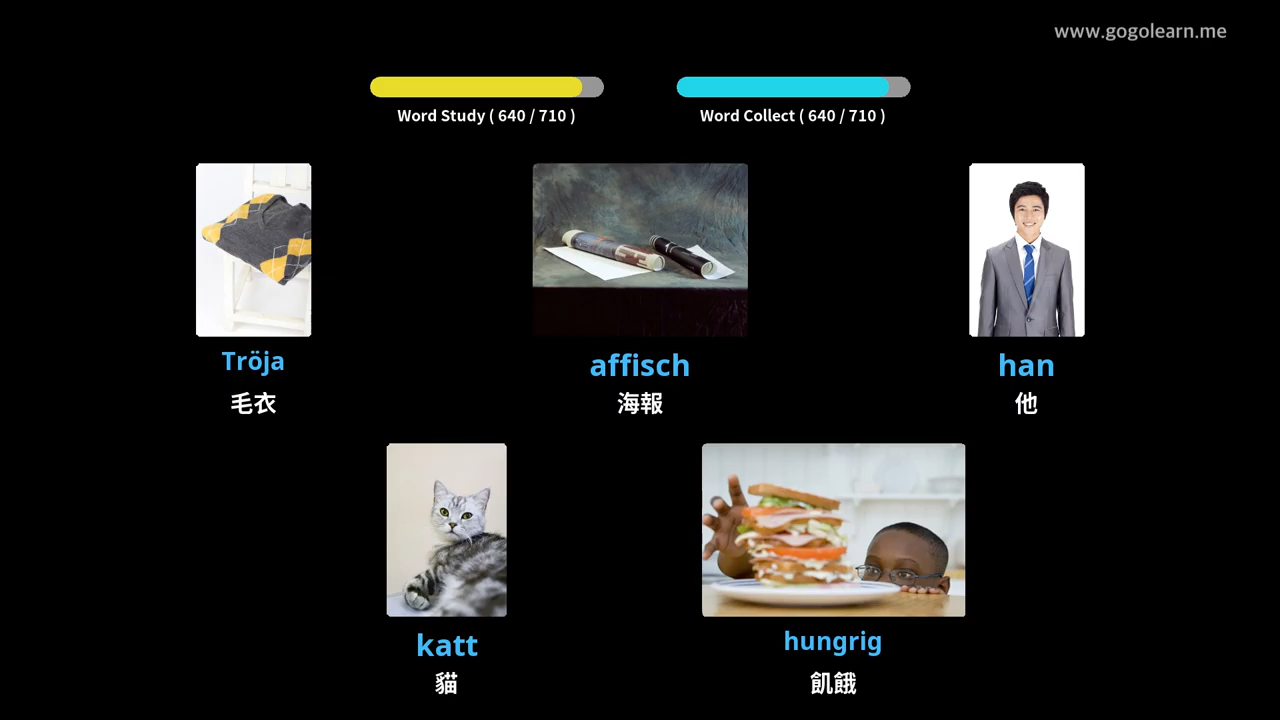 www.gogolearn.me
Word Study ( 640 / 710 )
Word Collect ( 640 / 710 )
Tröja
毛衣
affisch
海報
han
他
katt
貓
hungrig
飢餓